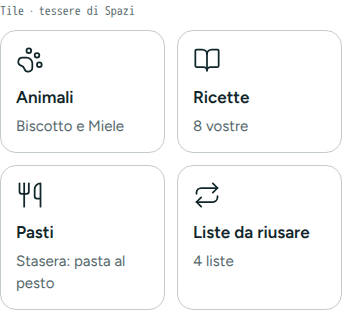 Tile · tessere di Spazi
Animali
Biscotto e Miele
Ricette
8 vostre
Pasti
Stasera: pasta al
pesto
Liste da riusare
4 liste